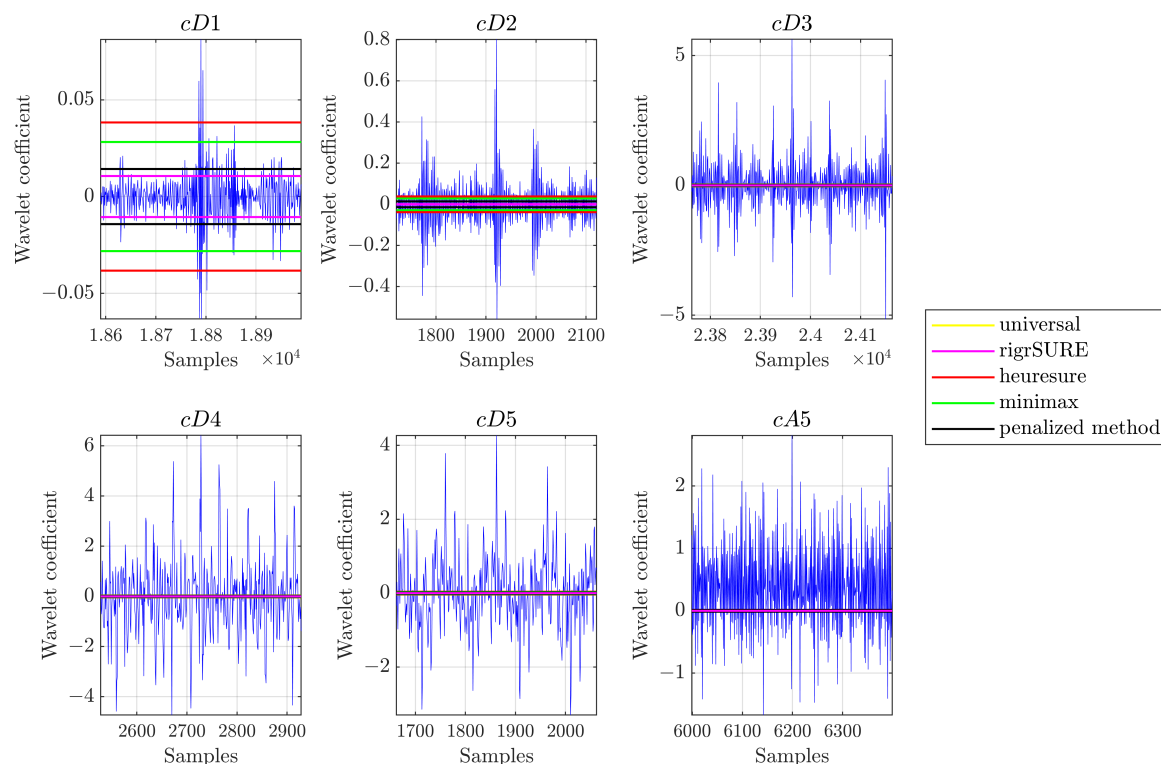 cD1
cD2
cD3
Wavelet coefficient
0.05
0
−0.05
1.86 1.87 1.88 1.89
Samples
×10⁴
Wavelet coefficient
0.8
0.6
0.4
0.2
0
−0.2
−0.4
1800 1900 2000 2100
Samples
Wavelet coefficient
5
0
−5
2.38 2.39 2.4 2.41
Samples
×10⁴
universal
rigrSURE
heuresure
minimax
penalized method
cD4
cD5
cA5
Wavelet coefficient
6
4
2
0
−2
−4
2600 2700 2800 2900
Samples
Wavelet coefficient
4
2
0
−2
1700 1800 1900 2000
Samples
Wavelet coefficient
2
1
0
−1
6000 6100 6200 6300
Samples